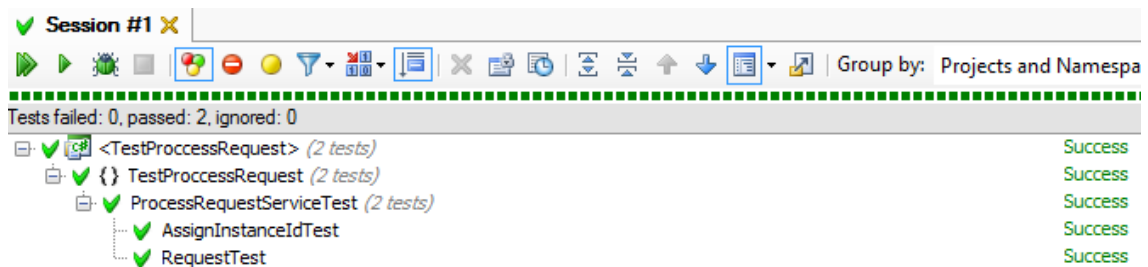 Session #1
Group by: Projects and Namespa
Tests failed: 0, passed: 2, ignored: 0
<TestProccessRequest> (2 tests) Success
{} TestProccessRequest (2 tests) Success
ProcessRequestServiceTest (2 tests) Success
AssignInstanceIdTest Success
RequestTest Success